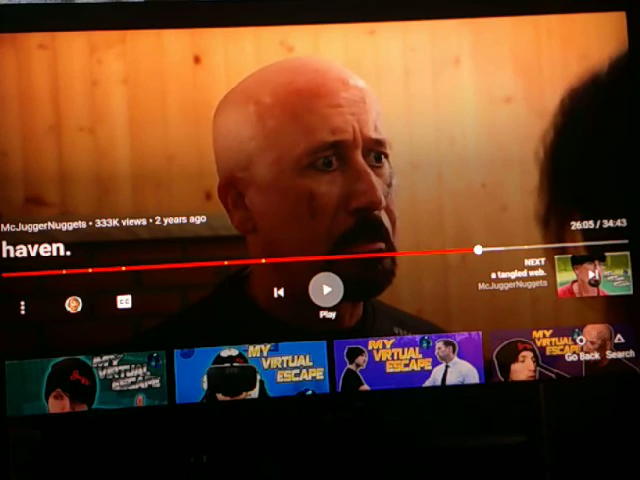 McJuggerNuggets • 333K views • 2 years ago
haven.
26:05 / 34:43
NEXT
a tangled web.
McJuggerNuggets
CC
Play
MY VIRTUAL ESCAPE
MY VIRTUAL ESCAPE
MY VIRTUAL ESCAPE
MY VIRTUAL ESCAPE
Go Back
Search